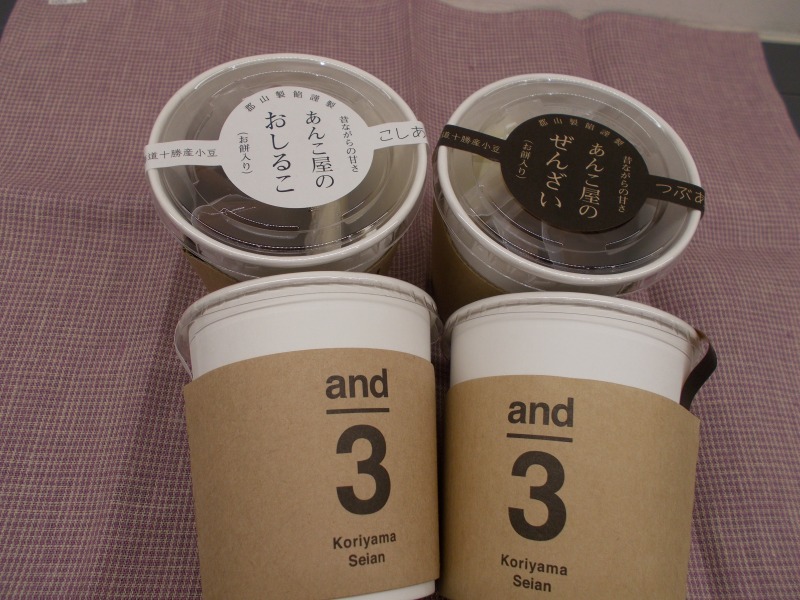 郡山製餡謹製
昔ながらの甘さ
あんこ屋の
おしるこ
(お餅入り)
道十勝産小豆
こしあ
郡山製餡謹製
昔ながらの甘さ
あんこ屋の
ぜんざい
(お餅入り)
道十勝産小豆
つぶあ
and
3
Koriyama
Seian
and
3
Koriyama
Seian